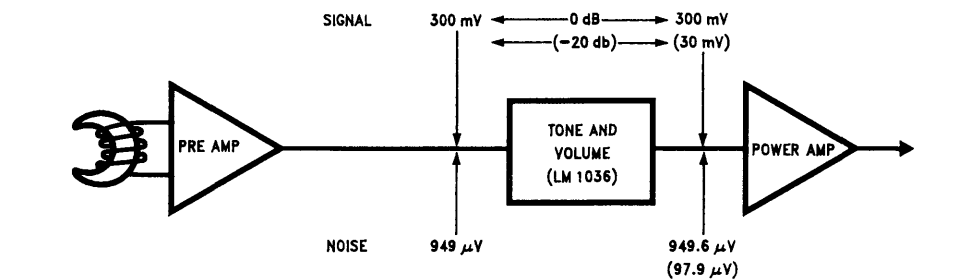 SIGNAL 300 mV 0 dB 300 mV
(-20 db) (30 mV)
PRE AMP
TONE AND
VOLUME
(LM 1036)
POWER AMP
NOISE 949 μV 949.6 μV
(97.9 μV)